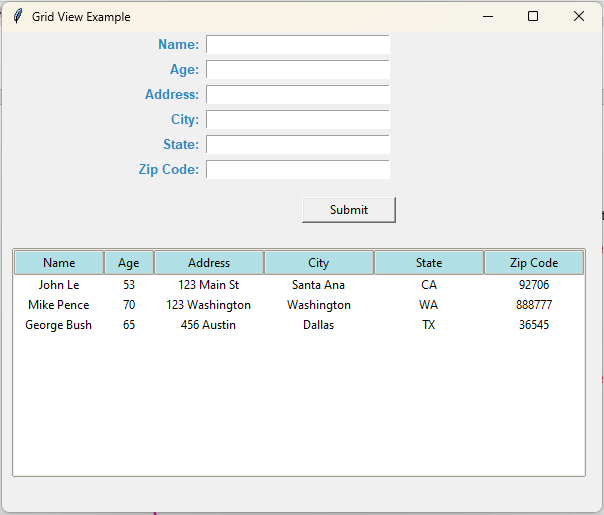 Grid View Example
Name:
Age:
Address:
City:
State:
Zip Code:
Submit
Name Age Address City State Zip Code
John Le 53 123 Main St Santa Ana CA 92706
Mike Pence 70 123 Washington Washington WA 888777
George Bush 65 456 Austin Dallas TX 36545